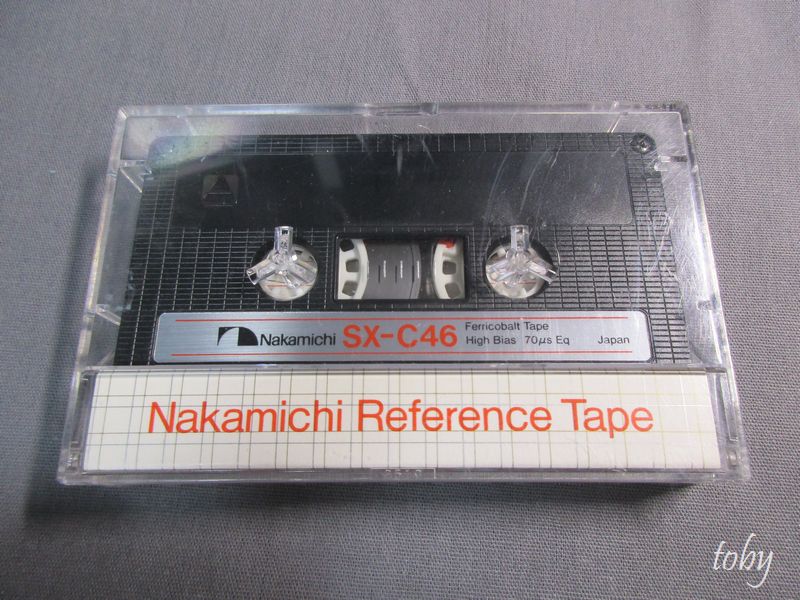 Nakamichi SX-C46 Ferricobalt Tape
High Bias 70μs Eq Japan
Nakamichi Reference Tape
toby